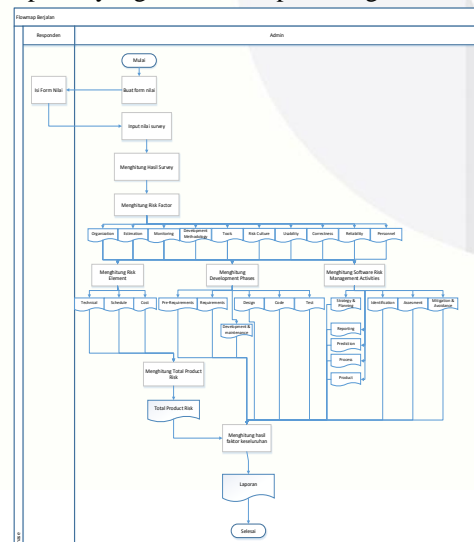 Flowmap Berjalan
Responden
Admin
Mulai
Isi Form Nilai
Buat form nilai
Input nilai survey
Menghitung Hasil Survey
Menghitung Risk Factor
Organization
Estimation
Monitoring
Development
Methodology
Tools
Risk Culture
Usability
Correctness
Reliability
Personnel
Menghitung Risk
Element
Menghitung
Development Phases
Menghitung Software Risk
Management Activities
Technical
Schedule
Cost
Pre-Requirements
Requirements
Design
Code
Test
Strategy &
Planning
Identification
Assesment
Mitigation &
Avoidance
Development &
maintenance
Reporting
Prediction
Process
Product
Menghitung Total Product
Risk
Total Product Risk
Menghitung hasil
faktor keseluruhan
Laporan
Selesai